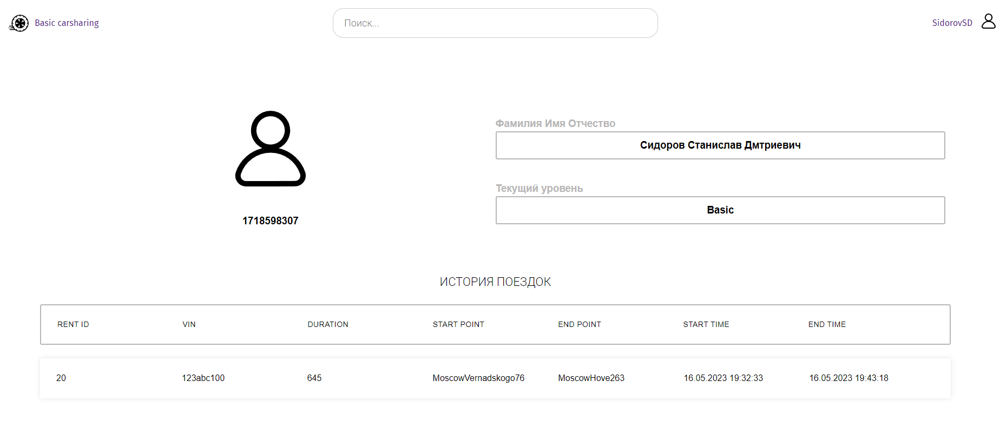 Basic carsharing
Поиск...
SidorovSD
Фамилия Имя Отчество
Сидоров Станислав Дмтриевич
Текущий уровень
Basic
1718598307
ИСТОРИЯ ПОЕЗДОК
RENT ID VIN DURATION START POINT END POINT START TIME END TIME
20 123abc100 645 MoscowVernadskogo76 MoscowHove263 16.05.2023 19:32:33 16.05.2023 19:43:18